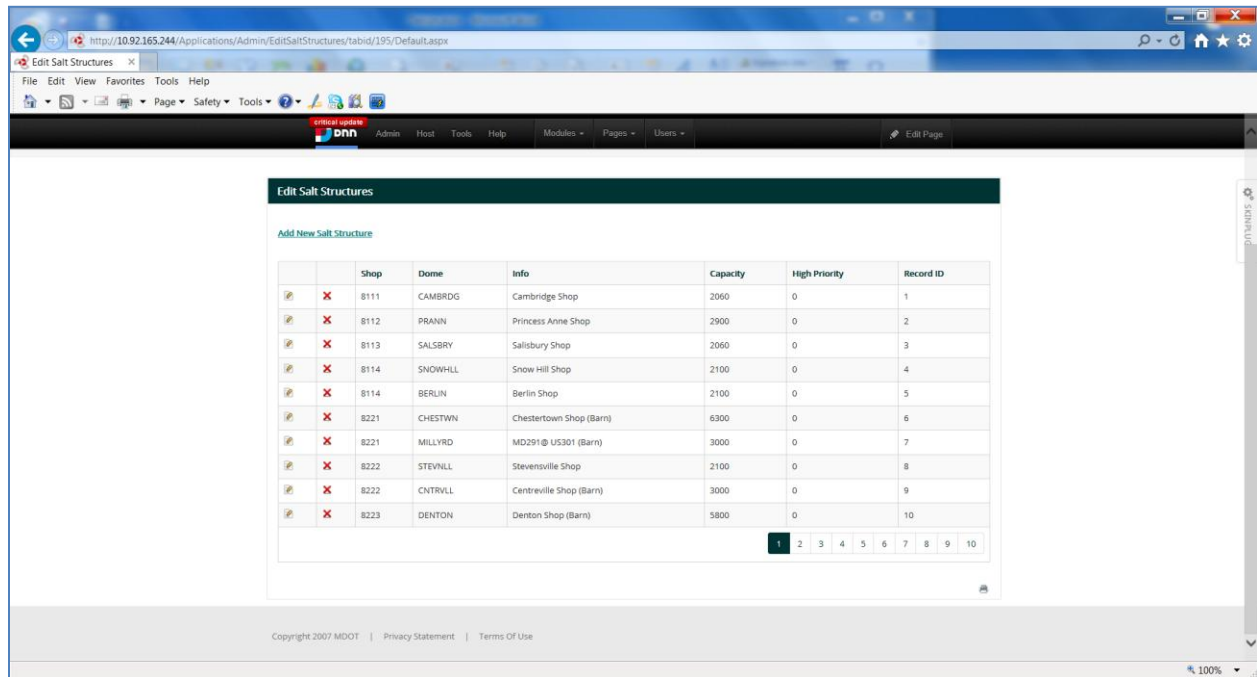 http://10.92.165.244/Applications/Admin/EditSaltStructures/tabid/195/Default.aspx
Edit Salt Structures
File Edit View Favorites Tools Help
Page Safety Tools
critical update
DNN Admin Host Tools Help Modules Pages Users Edit Page
SKINPLUG
Edit Salt Structures
Add New Salt Structure
Shop Dome Info Capacity High Priority Record ID
8111 CAMBRDG Cambridge Shop 2060 0 1
8112 PRANN Princess Anne Shop 2900 0 2
8113 SALSBRY Salisbury Shop 2060 0 3
8114 SNOWHLL Snow Hill Shop 2100 0 4
8114 BERLIN Berlin Shop 2100 0 5
8221 CHESTWN Chestertown Shop (Barn) 6300 0 6
8221 MILLYRD MD291@ US301 (Barn) 3000 0 7
8222 STEVNLL Stevensville Shop 2100 0 8
8222 CNTRVLL Centreville Shop (Barn) 3000 0 9
8223 DENTON Denton Shop (Barn) 5800 0 10
1 2 3 4 5 6 7 8 9 10
Copyright 2007 MDOT | Privacy Statement | Terms Of Use
100%